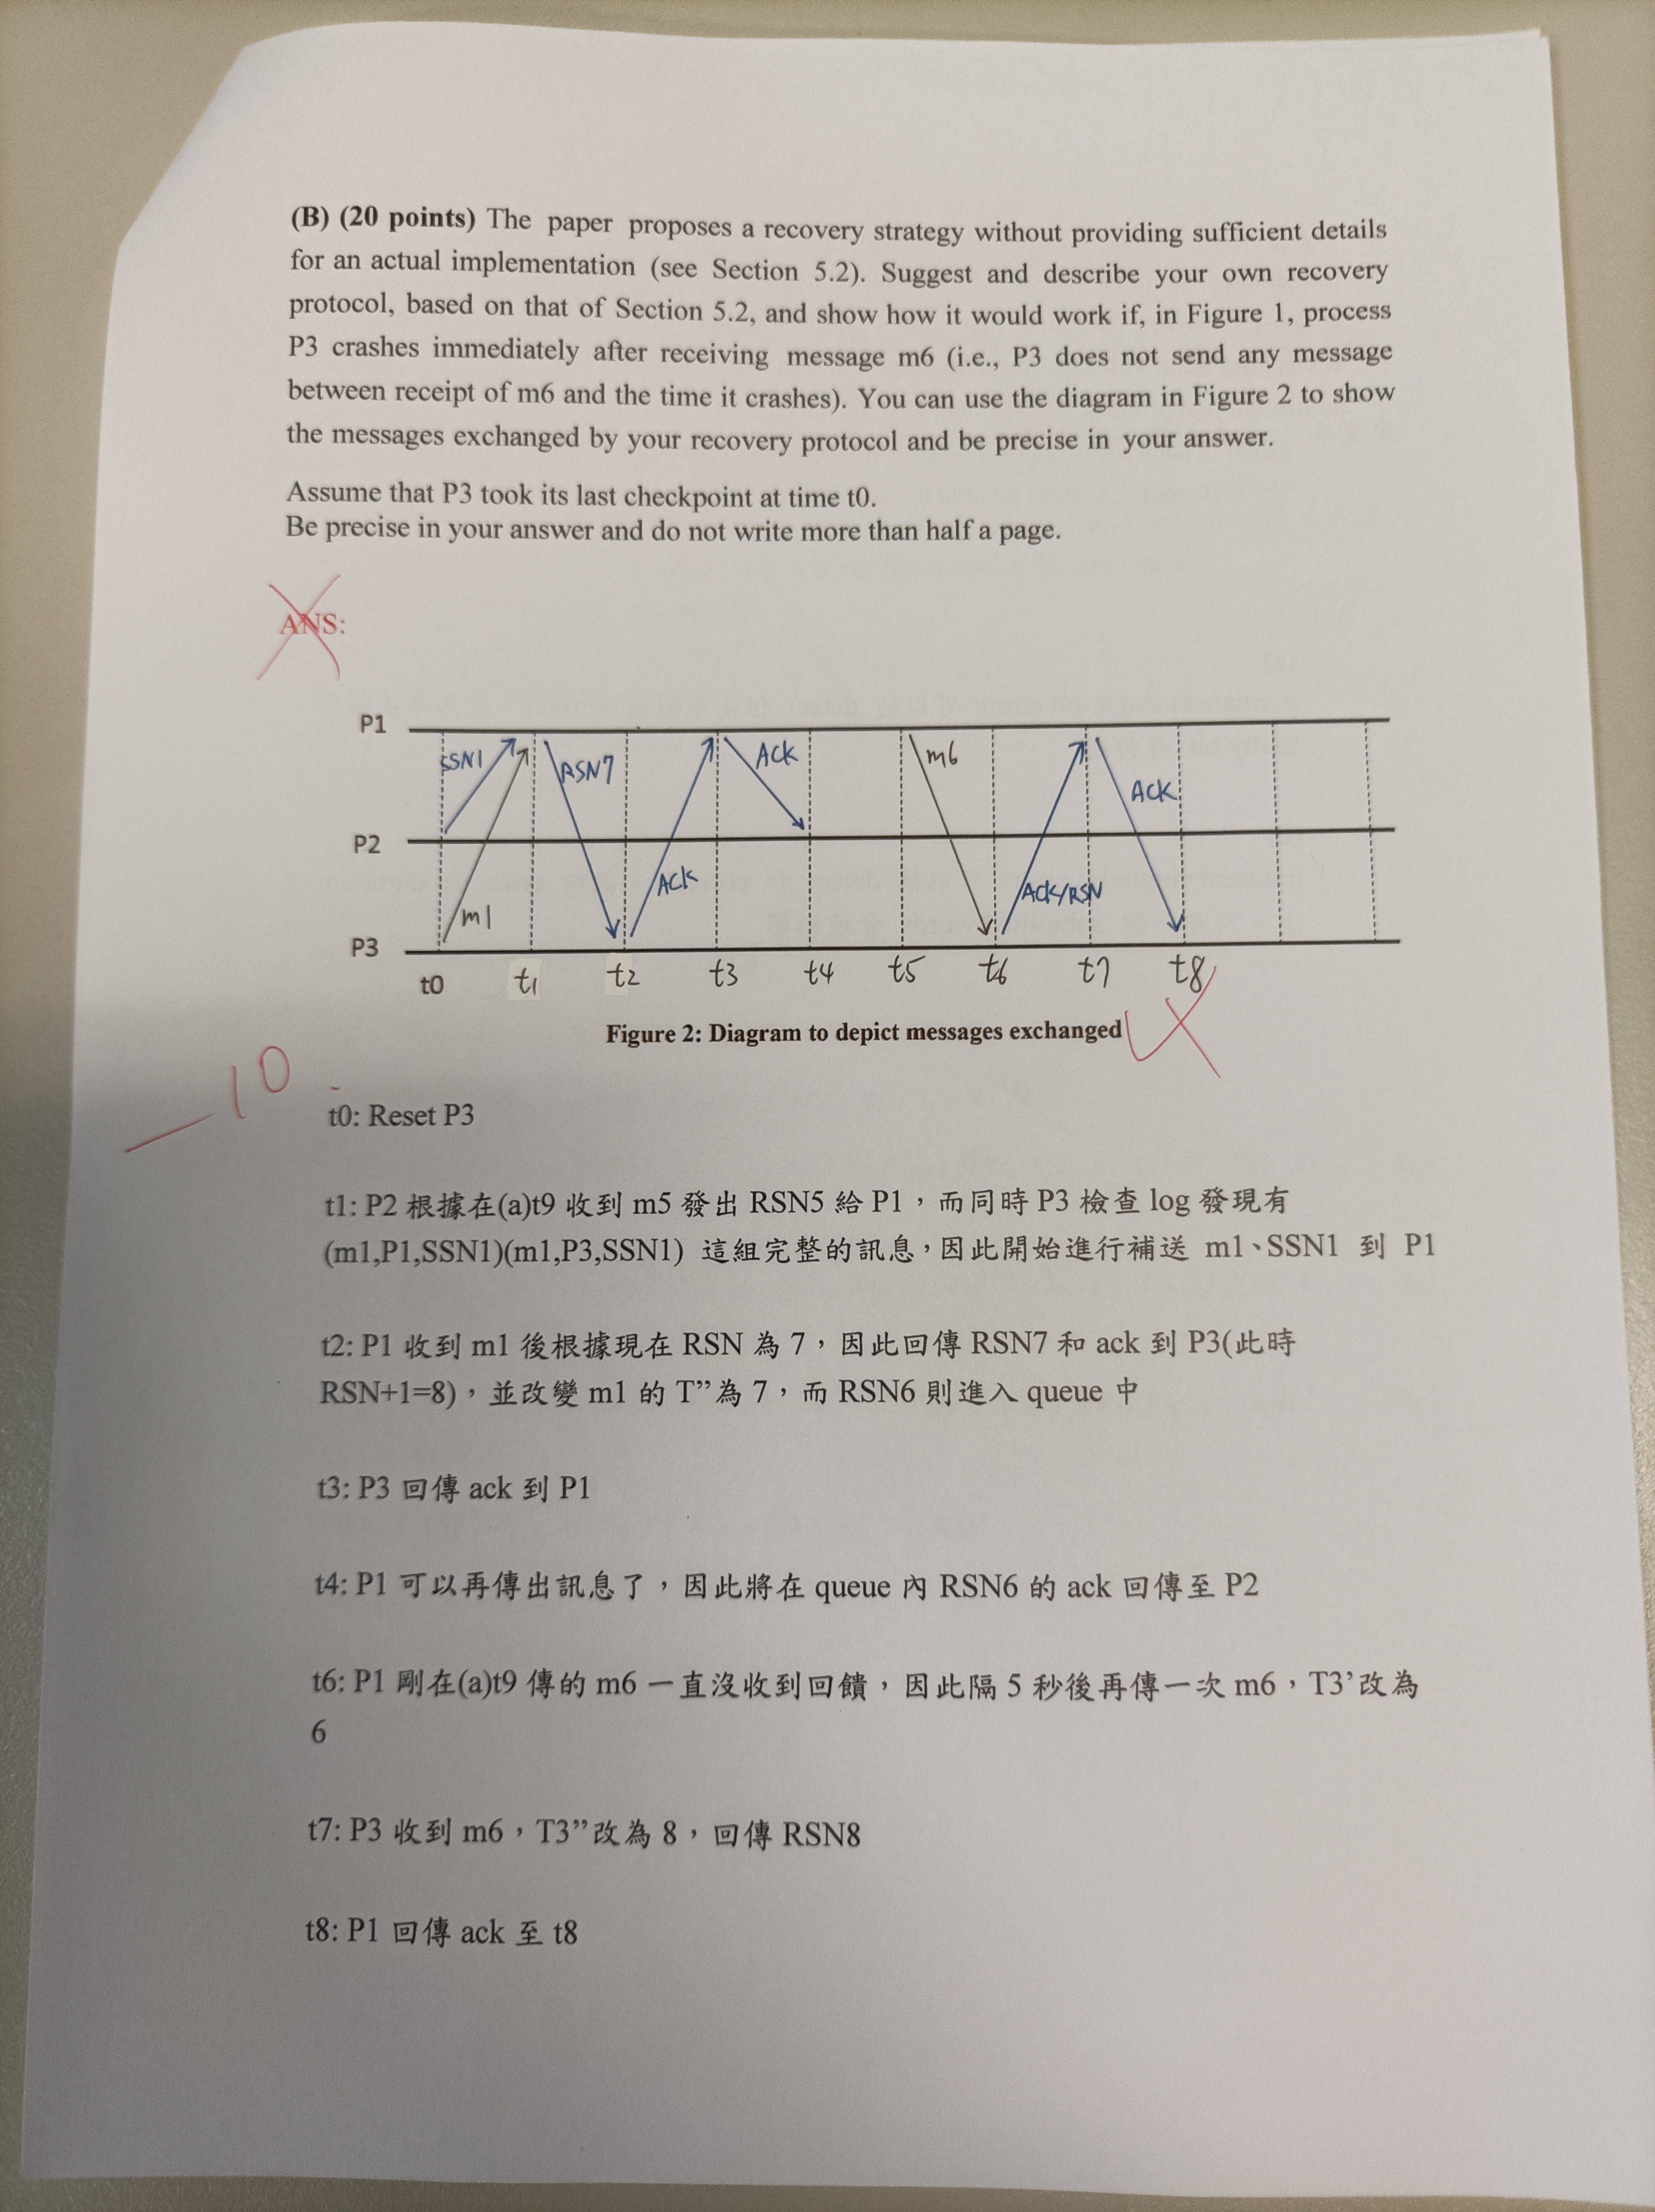 (B) (20 points) The paper proposes a recovery strategy without providing sufficient details
for an actual implementation (see Section 5.2). Suggest and describe your own recovery
protocol, based on that of Section 5.2, and show how it would work if, in Figure 1, process
P3 crashes immediately after receiving message m6 (i.e., P3 does not send any message
between receipt of m6 and the time it crashes). You can use the diagram in Figure 2 to show
the messages exchanged by your recovery protocol and be precise in your answer.
Assume that P3 took its last checkpoint at time t0.
Be precise in your answer and do not write more than half a page.
ANS:
P1
SSN1 RSN7 ACK m6 ACK
P2
m1 ACK ACK/RSN
P3
t0 t1 t2 t3 t4 t5 t6 t7 t8
Figure 2: Diagram to depict messages exchanged
-10
t0: Reset P3
t1: P2 根據在(a)t9 收到 m5 發出 RSN5 給 P1，而同時 P3 檢查 log 發現有
(m1,P1,SSN1)(m1,P3,SSN1) 這組完整的訊息，因此開始進行補送 m1、SSN1 到 P1
t2: P1 收到 m1 後根據現在 RSN 為 7，因此回傳 RSN7 和 ack 到 P3(此時
RSN+1=8)，並改變 m1 的 T”為 7，而 RSN6 則進入 queue 中
t3: P3 回傳 ack 到 P1
t4: P1 可以再傳出訊息了，因此將在 queue 內 RSN6 的 ack 回傳至 P2
t6: P1 剛在(a)t9 傳的 m6 一直沒收到回饋，因此隔 5 秒後再傳一次 m6，T3’改為
6
t7: P3 收到 m6，T3”改為 8，回傳 RSN8
t8: P1 回傳 ack 至 t8